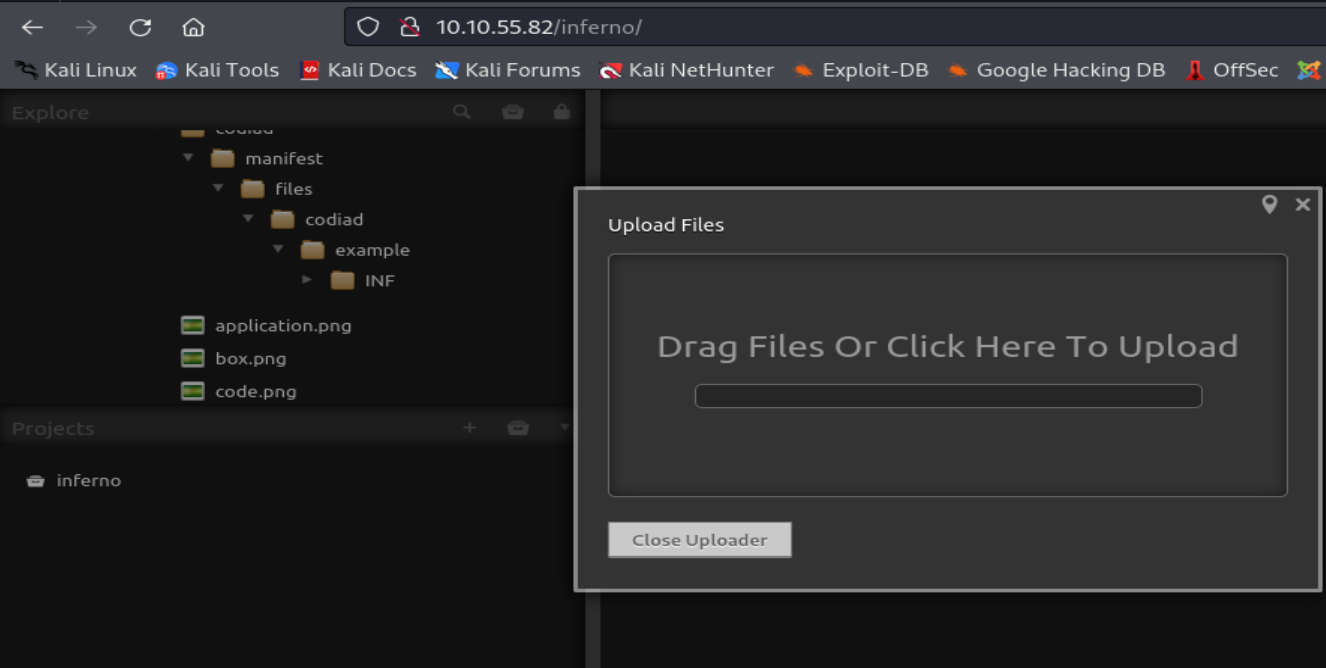 10.10.55.82/inferno/
Kali Linux Kali Tools Kali Docs Kali Forums Kali NetHunter Exploit-DB Google Hacking DB OffSec
Explore
codiad
manifest
files
codiad
example
INF
application.png
box.png
code.png
Projects
inferno
Upload Files
Drag Files Or Click Here To Upload
Close Uploader